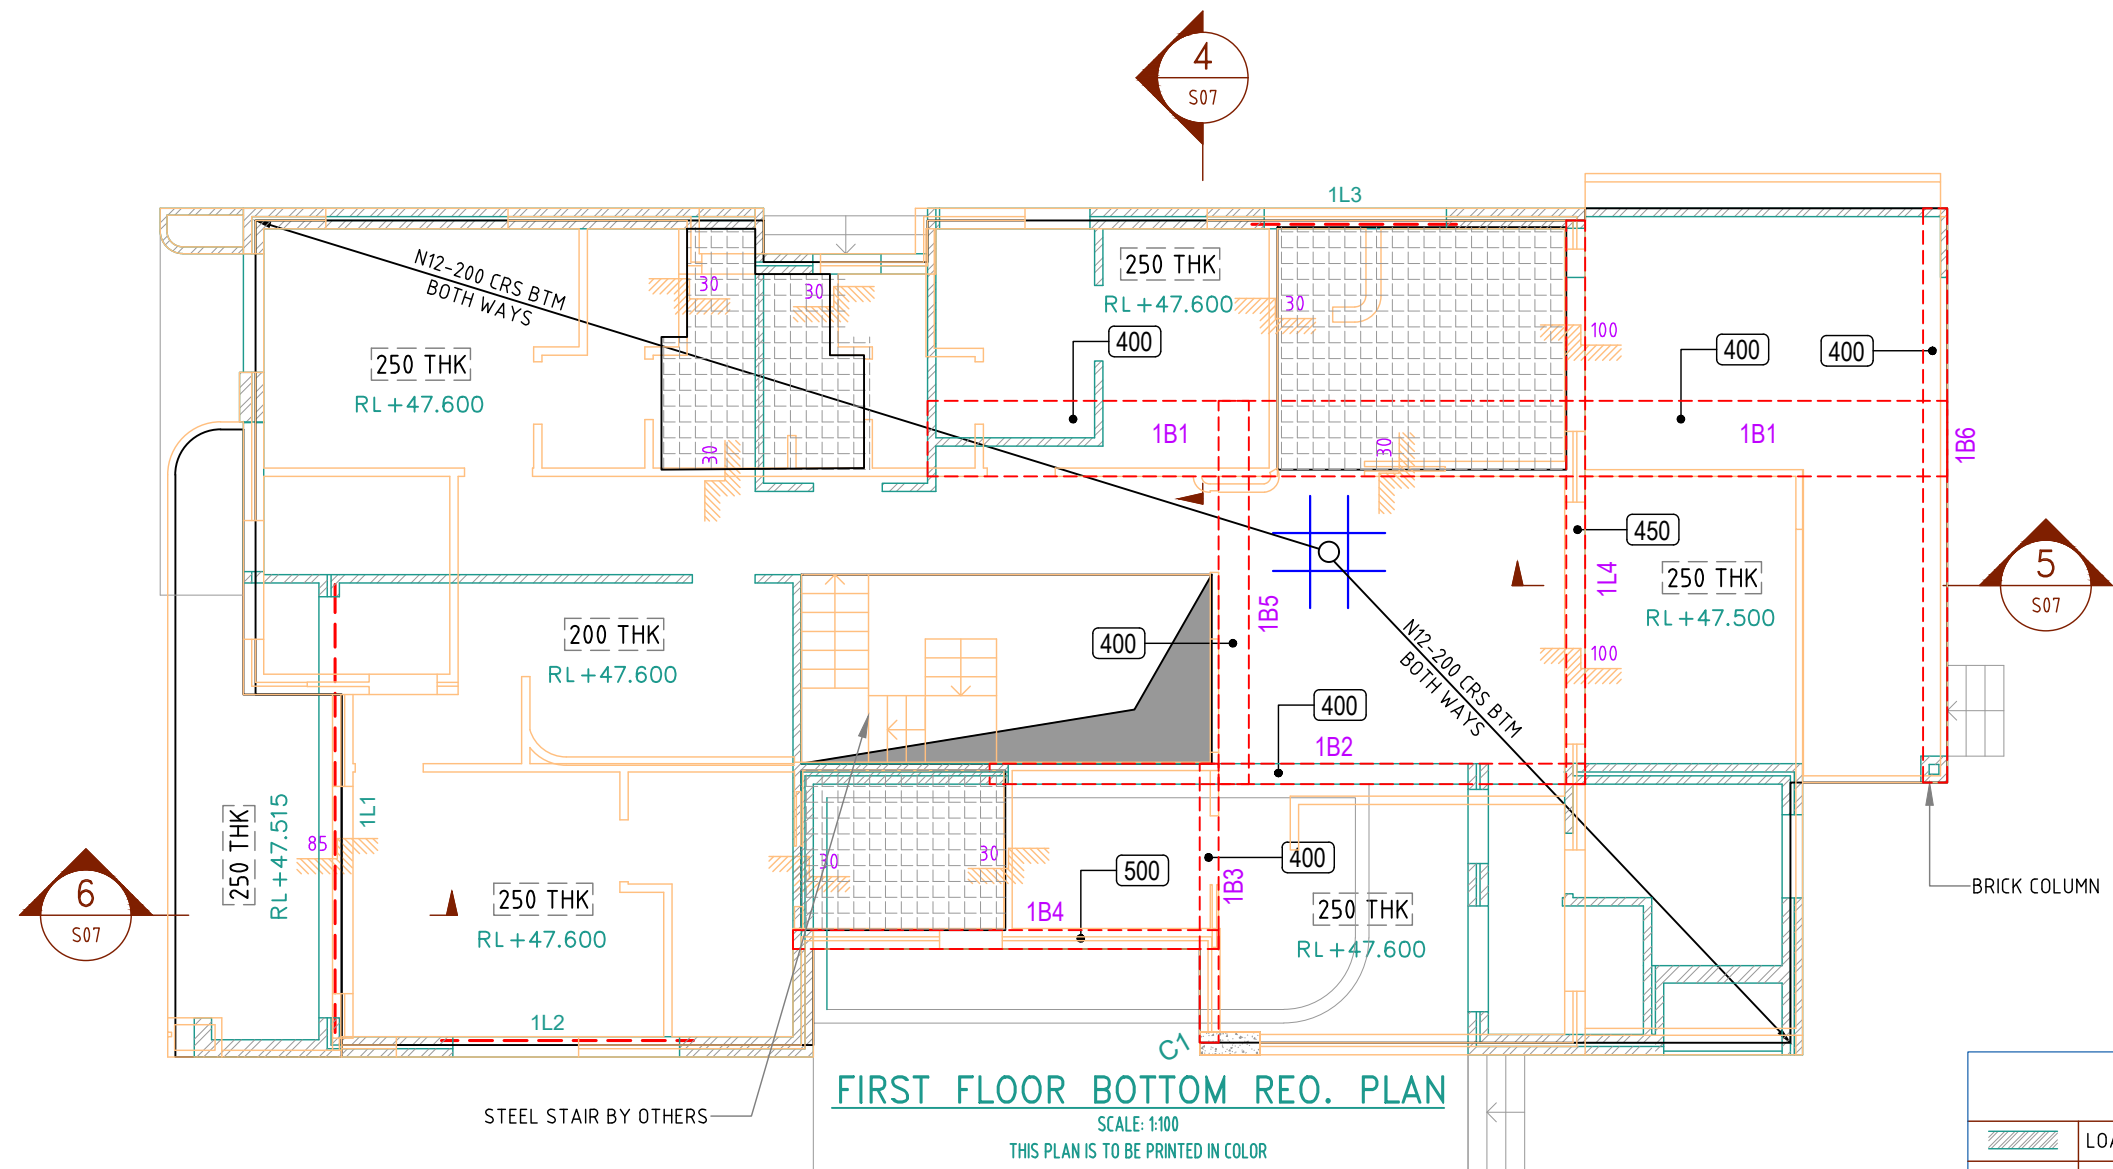 4
S07
1L3
N12-200 CRS BTM
BOTH WAYS
30
30
250 THK
RL+47.600
30
100
400
400
400
250 THK
RL+47.600
1B1
1B1
1B6
30
30
450
5
S07
1B5
1L4
250 THK
RL+47.500
200 THK
RL+47.600
400
N12-200 CRS BTM
BOTH WAYS
100
400
1B2
250 THK
RL+47.515
85
1L1
30
30
500
400
1B3
1B4
BRICK COLUMN
6
S07
250 THK
RL+47.600
250 THK
RL+47.600
1L2
C1
FIRST FLOOR BOTTOM REO. PLAN
SCALE: 1:100
THIS PLAN IS TO BE PRINTED IN COLOR
STEEL STAIR BY OTHERS